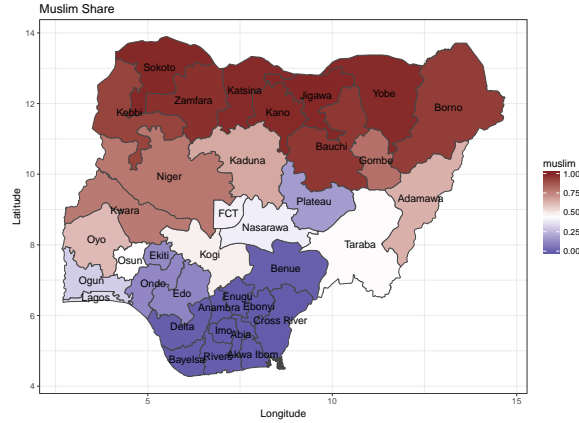 Muslim Share
14
12
10
8
6
4
Latitude
Sokoto
Katsina
Jigawa
Yobe
Zamfara
Kebbi
Kano
Borno
Bauchi
Kaduna
Gombe
Niger
Adamawa
Plateau
Kwara
FCT
Nasarawa
Oyo
Taraba
Osun
Ekiti
Kogi
Benue
Ogun
Ondo
Edo
Lagos
Enugu
Anambra
Ebonyi
Cross River
Delta
Imo
Abia
Bayelsa
Rivers
Akwa Ibom
5
10
15
Longitude
muslim
1.00
0.75
0.50
0.25
0.00